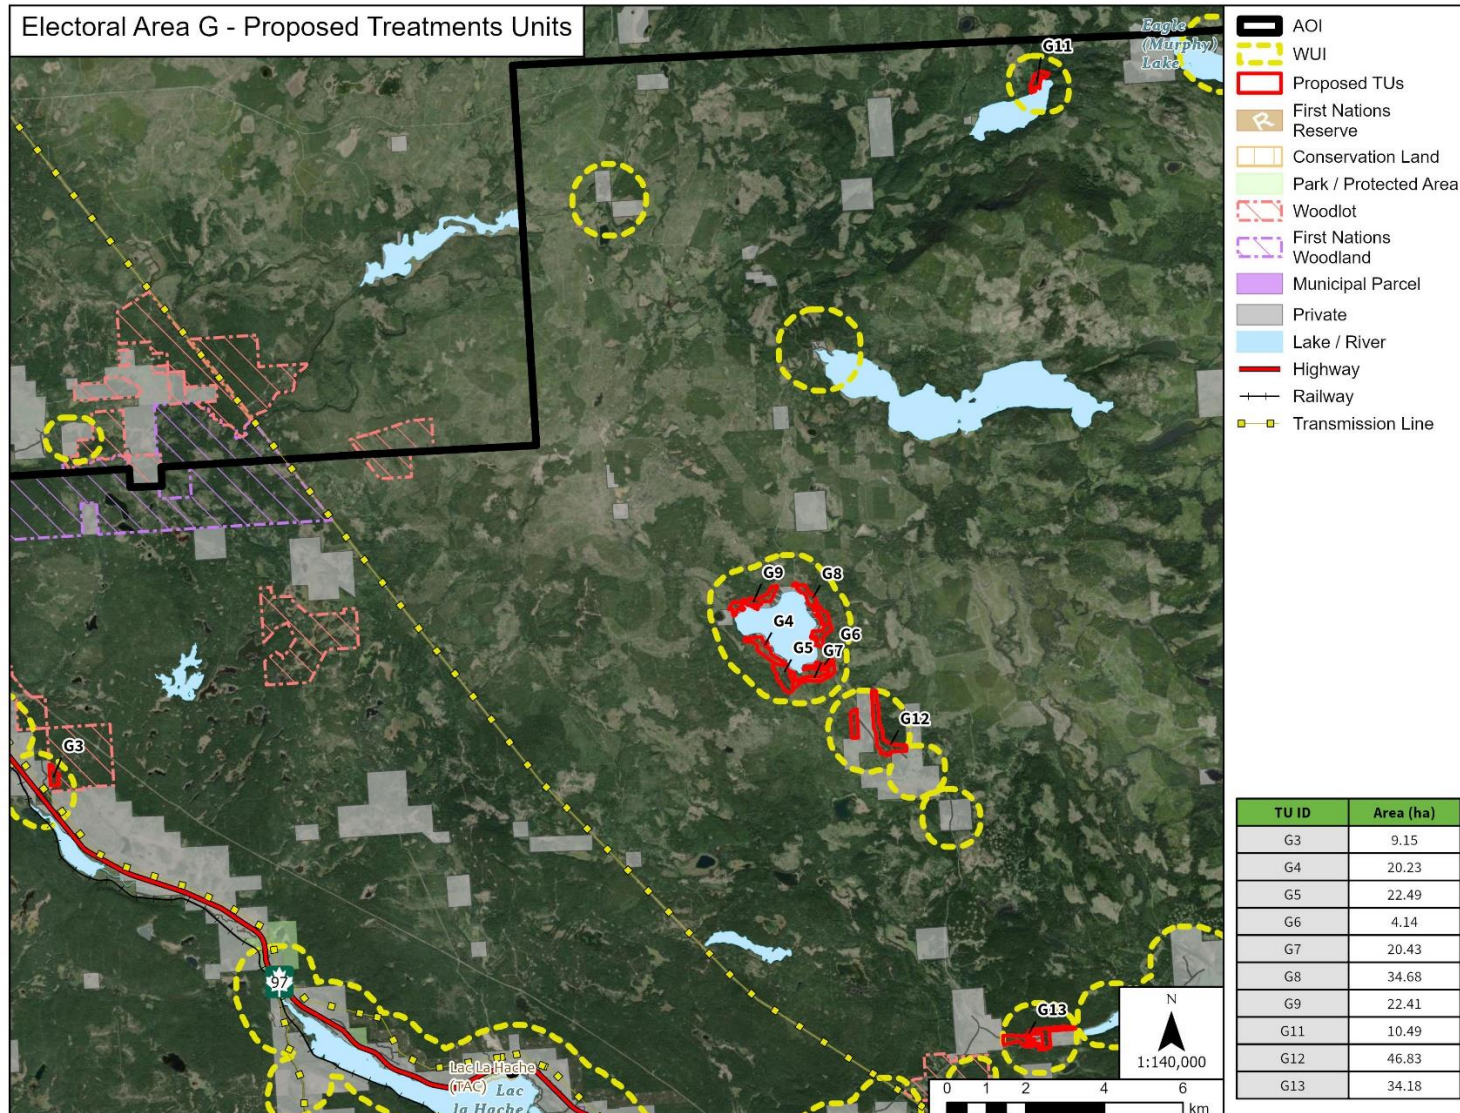 Electoral Area G - Proposed Treatments Units
Eagle
(Murphy)
Lake
G11
G9
G8
G4
G6
G5
G7
G12
G3
97
G13
Lac La Hache
(TAC)
Lac
la Hache
N
1:140,000
0 1 2 4 6
km
AOI
WUI
Proposed TUs
First Nations
Reserve
R
Conservation Land
Park / Protected Area
Woodlot
First Nations
Woodland
Municipal Parcel
Private
Lake / River
Highway
Railway
Transmission Line
TU ID Area (ha)
G3 9.15
G4 20.23
G5 22.49
G6 4.14
G7 20.43
G8 34.68
G9 22.41
G11 10.49
G12 46.83
G13 34.18